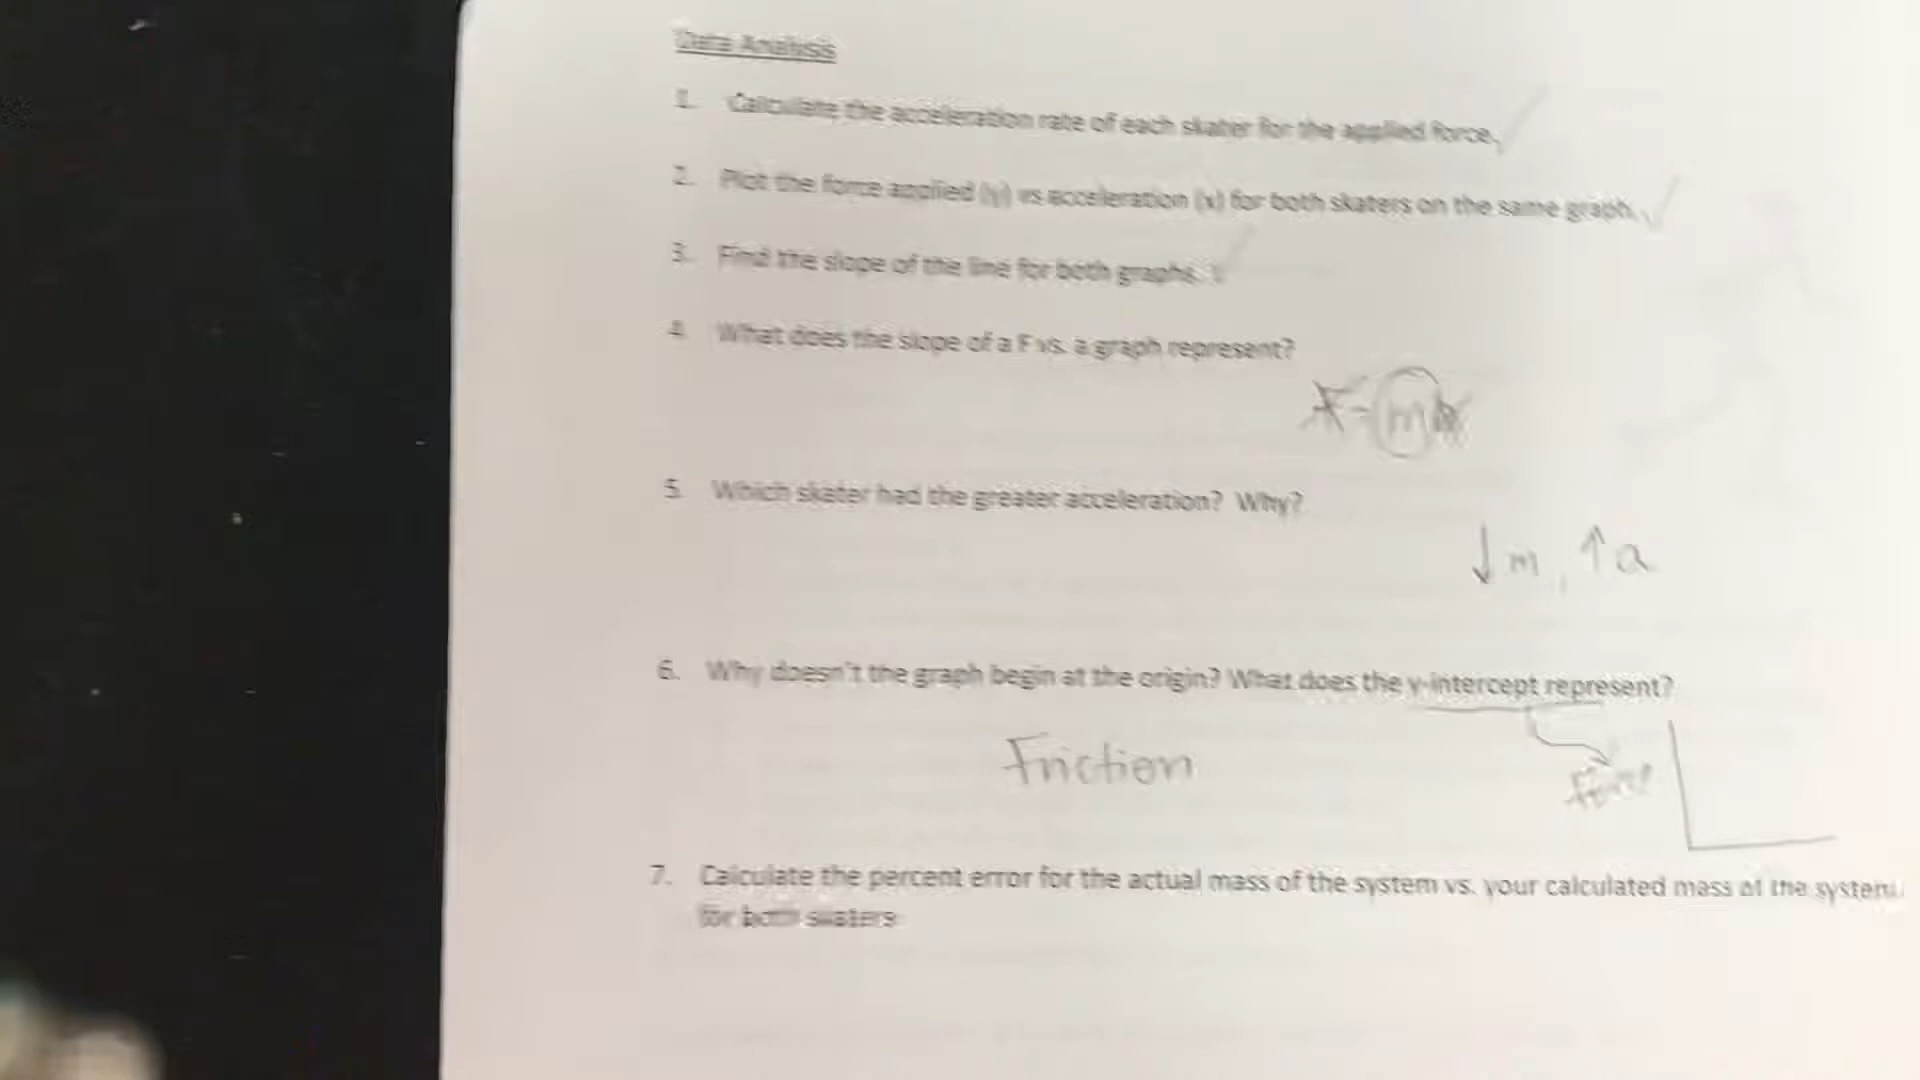 Data Analysis
1. Calculate the acceleration rate of each skater for the applied force.
2. Plot the force applied (y) vs acceleration (x) for both skaters on the same graph.
3. Find the slope of the line for both graphs.
4. What does the slope of a F vs. a graph represent?
F=ma
5. Which skater had the greater acceleration? Why?
↓m, ↑a
6. Why doesn't the graph begin at the origin? What does the y-intercept represent?
Friction
Force
7. Calculate the percent error for the actual mass of the system vs. your calculated mass of the system
for both skaters